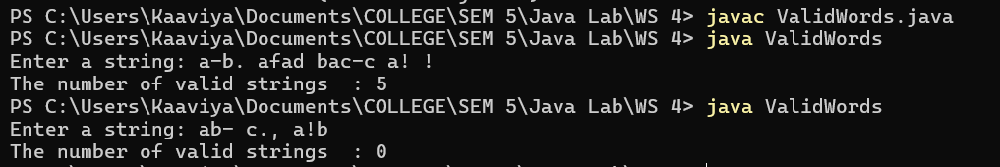 PS C:\Users\Kaaviya\Documents\COLLEGE\SEM 5\Java Lab\WS 4> javac ValidWords.java
PS C:\Users\Kaaviya\Documents\COLLEGE\SEM 5\Java Lab\WS 4> java ValidWords
Enter a string: a-b. afad bac-c a! !
The number of valid strings  : 5
PS C:\Users\Kaaviya\Documents\COLLEGE\SEM 5\Java Lab\WS 4> java ValidWords
Enter a string: ab- c., a!b
The number of valid strings  : 0